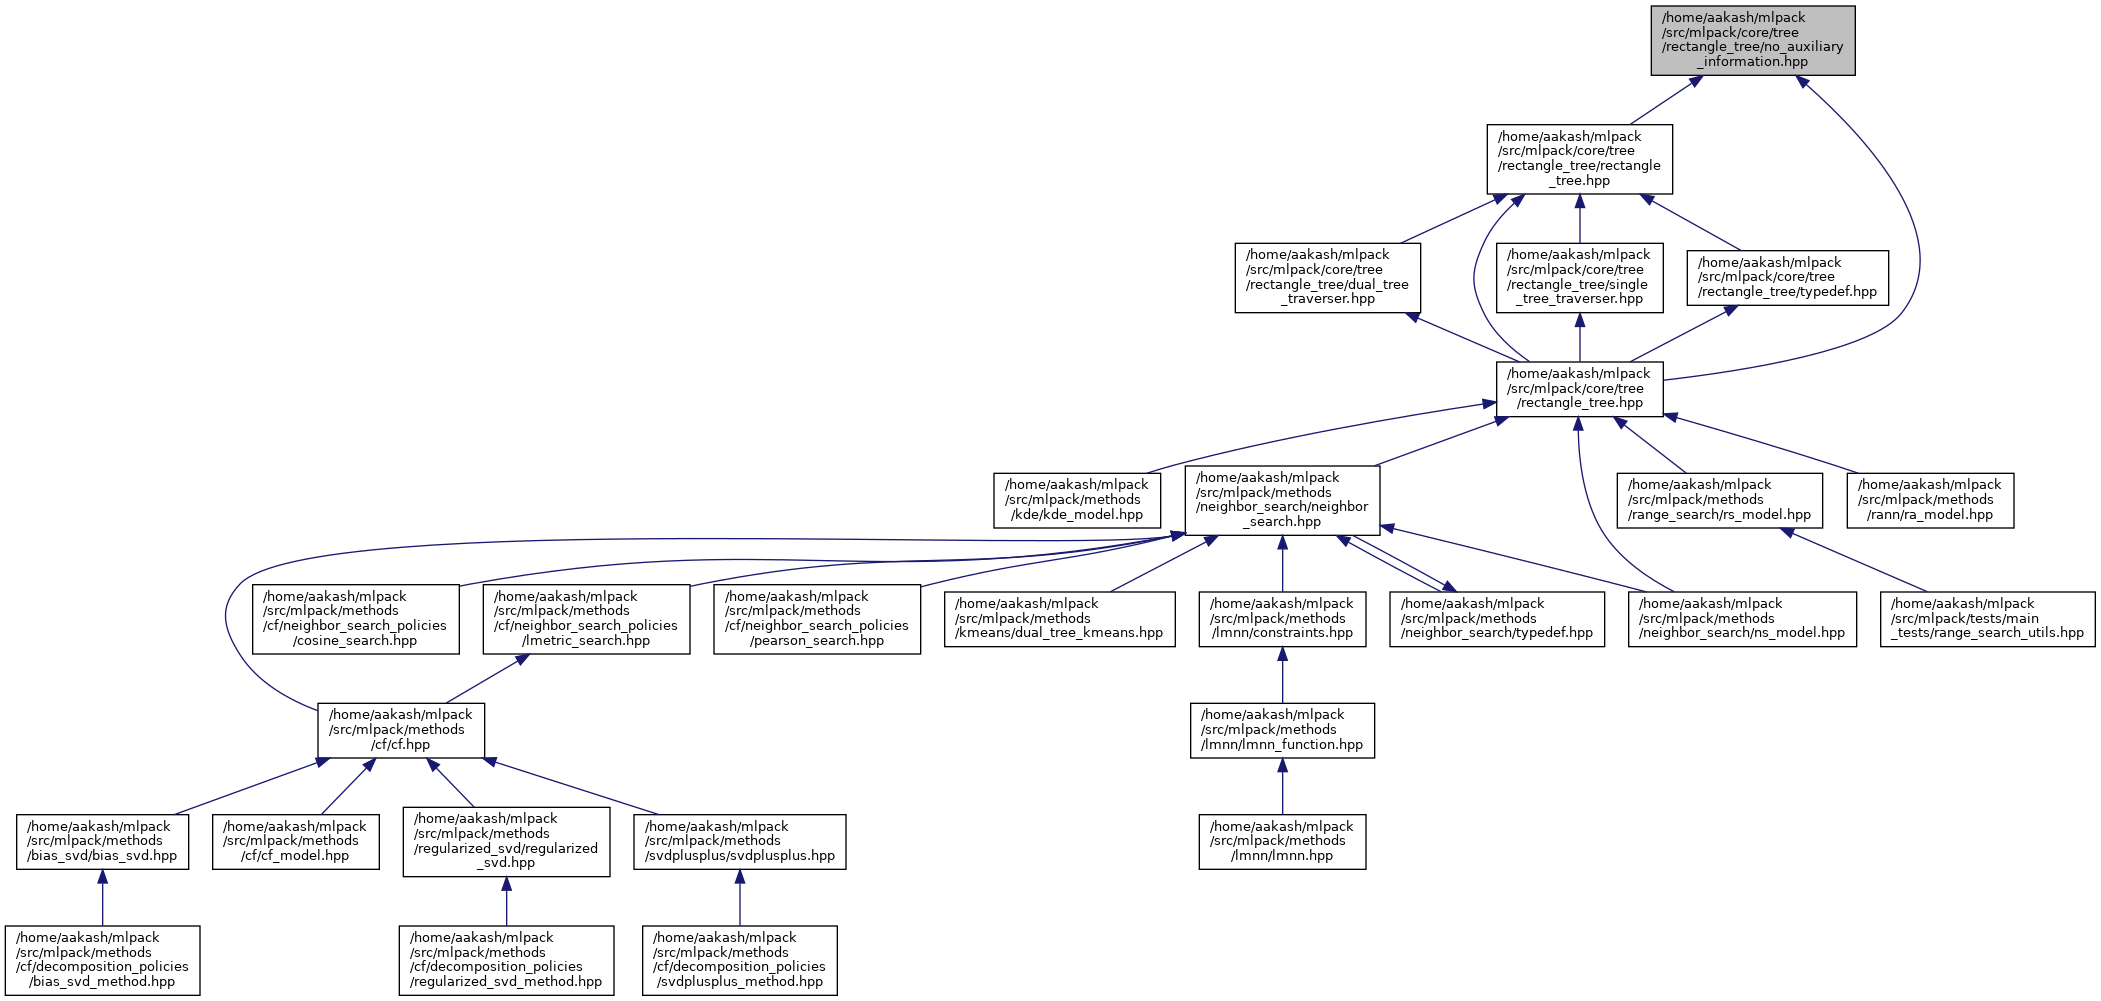 /home/aakash/mlpack
/src/mlpack/core/tree
/rectangle_tree/no_auxiliary
_information.hpp
/home/aakash/mlpack
/src/mlpack/core/tree
/rectangle_tree/rectangle
_tree.hpp
/home/aakash/mlpack
/src/mlpack/core/tree
/rectangle_tree/dual_tree
_traverser.hpp
/home/aakash/mlpack
/src/mlpack/core/tree
/rectangle_tree/single
_tree_traverser.hpp
/home/aakash/mlpack
/src/mlpack/core/tree
/rectangle_tree/typedef.hpp
/home/aakash/mlpack
/src/mlpack/core/tree
/rectangle_tree.hpp
/home/aakash/mlpack
/src/mlpack/methods
/kde/kde_model.hpp
/home/aakash/mlpack
/src/mlpack/methods
/neighbor_search/neighbor
_search.hpp
/home/aakash/mlpack
/src/mlpack/methods
/range_search/rs_model.hpp
/home/aakash/mlpack
/src/mlpack/methods
/rann/ra_model.hpp
/home/aakash/mlpack
/src/mlpack/methods
/cf/neighbor_search_policies
/cosine_search.hpp
/home/aakash/mlpack
/src/mlpack/methods
/cf/neighbor_search_policies
/lmetric_search.hpp
/home/aakash/mlpack
/src/mlpack/methods
/cf/neighbor_search_policies
/pearson_search.hpp
/home/aakash/mlpack
/src/mlpack/methods
/kmeans/dual_tree_kmeans.hpp
/home/aakash/mlpack
/src/mlpack/methods
/lmnn/constraints.hpp
/home/aakash/mlpack
/src/mlpack/methods
/neighbor_search/typedef.hpp
/home/aakash/mlpack
/src/mlpack/methods
/neighbor_search/ns_model.hpp
/home/aakash/mlpack
/src/mlpack/tests/main
_tests/range_search_utils.hpp
/home/aakash/mlpack
/src/mlpack/methods
/cf/cf.hpp
/home/aakash/mlpack
/src/mlpack/methods
/lmnn/lmnn_function.hpp
/home/aakash/mlpack
/src/mlpack/methods
/bias_svd/bias_svd.hpp
/home/aakash/mlpack
/src/mlpack/methods
/cf/cf_model.hpp
/home/aakash/mlpack
/src/mlpack/methods
/regularized_svd/regularized
_svd.hpp
/home/aakash/mlpack
/src/mlpack/methods
/svdplusplus/svdplusplus.hpp
/home/aakash/mlpack
/src/mlpack/methods
/lmnn/lmnn.hpp
/home/aakash/mlpack
/src/mlpack/methods
/cf/decomposition_policies
/bias_svd_method.hpp
/home/aakash/mlpack
/src/mlpack/methods
/cf/decomposition_policies
/regularized_svd_method.hpp
/home/aakash/mlpack
/src/mlpack/methods
/cf/decomposition_policies
/svdplusplus_method.hpp